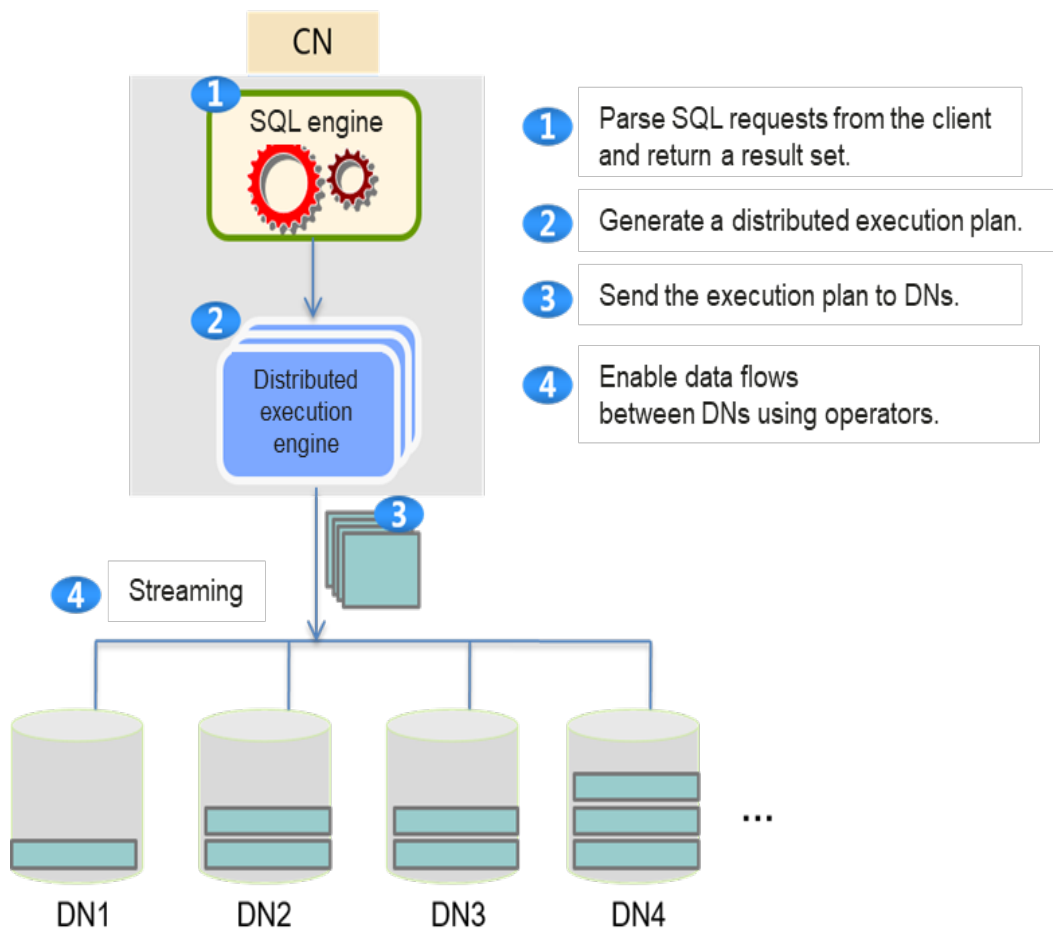 CN
1
SQL engine
2
Distributed
execution
engine
3
4
Streaming
DN1
DN2
DN3
DN4
...
1
Parse SQL requests from the client
and return a result set.
2
Generate a distributed execution plan.
3
Send the execution plan to DNs.
4
Enable data flows
between DNs using operators.